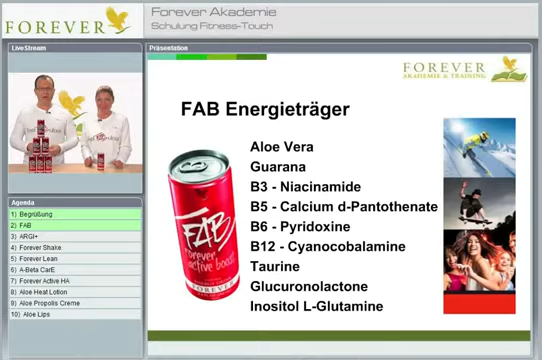 FOREVER
Forever Akademie
Schulung Fitness-Touch
LiveStream
Präsentation
FOREVER
AKADEMIE & TRAINING
FAB Energieträger
Aloe Vera
Guarana
B3 - Niacinamide
B5 - Calcium d-Pantothenate
B6 - Pyridoxine
B12 - Cyanocobalamine
Taurine
Glucuronolactone
Inositol L-Glutamine
FAB
forever
active boost
Agenda
1) Begrüßung
2) FAB
3) ARGI+
4) Forever Shake
5) Forever Lean
6) A-Beta CarE
7) Forever Active HA
8) Aloe Heat Lotion
9) Aloe Propolis Creme
10) Aloe Lips